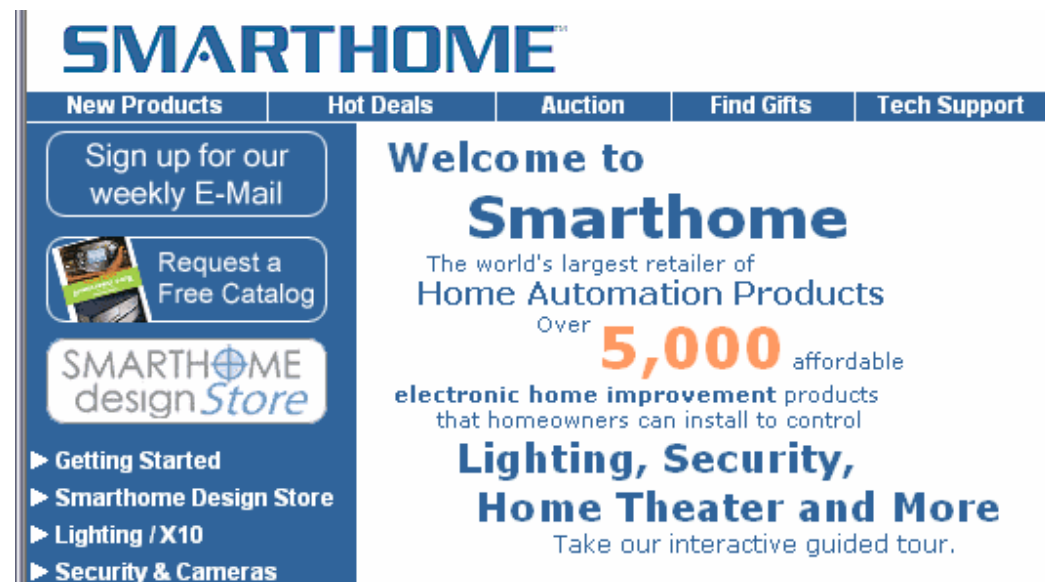 SMARTHOME™
New Products Hot Deals Auction Find Gifts Tech Support
Sign up for our
weekly E-Mail
Request a
Free Catalog
SMARTHOME
design Store
Getting Started
Smarthome Design Store
Lighting / X10
Security & Cameras
Welcome to
Smarthome
The world's largest retailer of
Home Automation Products
Over 5,000 affordable
electronic home improvement products
that homeowners can install to control
Lighting, Security,
Home Theater and More
Take our interactive guided tour.